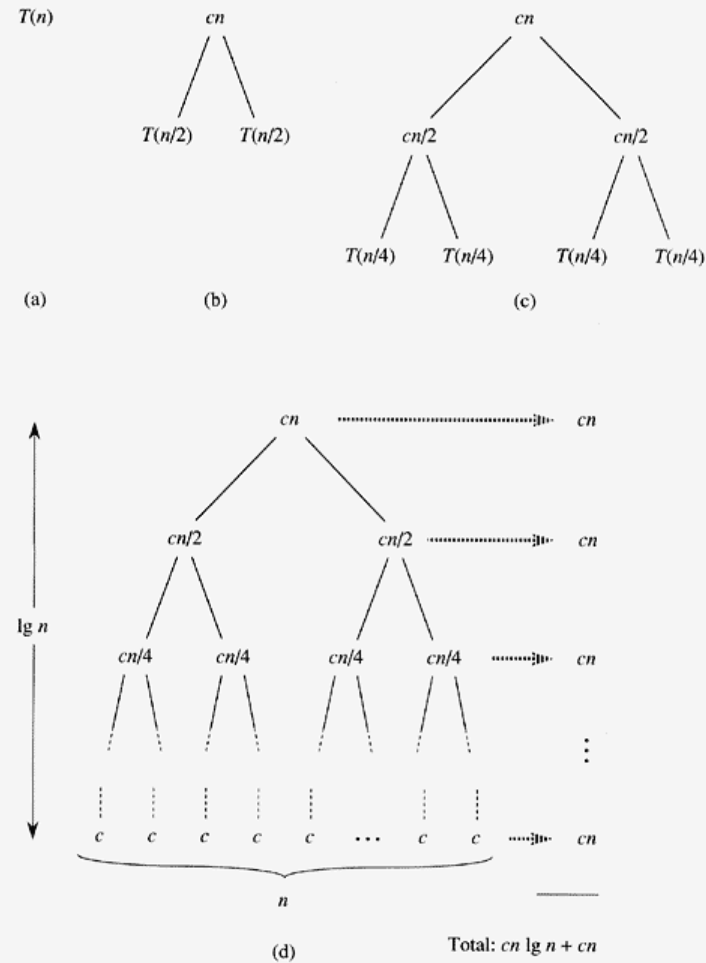 T(n) cn cn
T(n/2) T(n/2) cn/2 cn/2
T(n/4) T(n/4) T(n/4) T(n/4)
(a) (b) (c)
cn cn
cn/2 cn/2 cn
lg n
cn/4 cn/4 cn/4 cn/4 cn
c c c c c ... c c cn
n
Total: cn lg n + cn
(d)